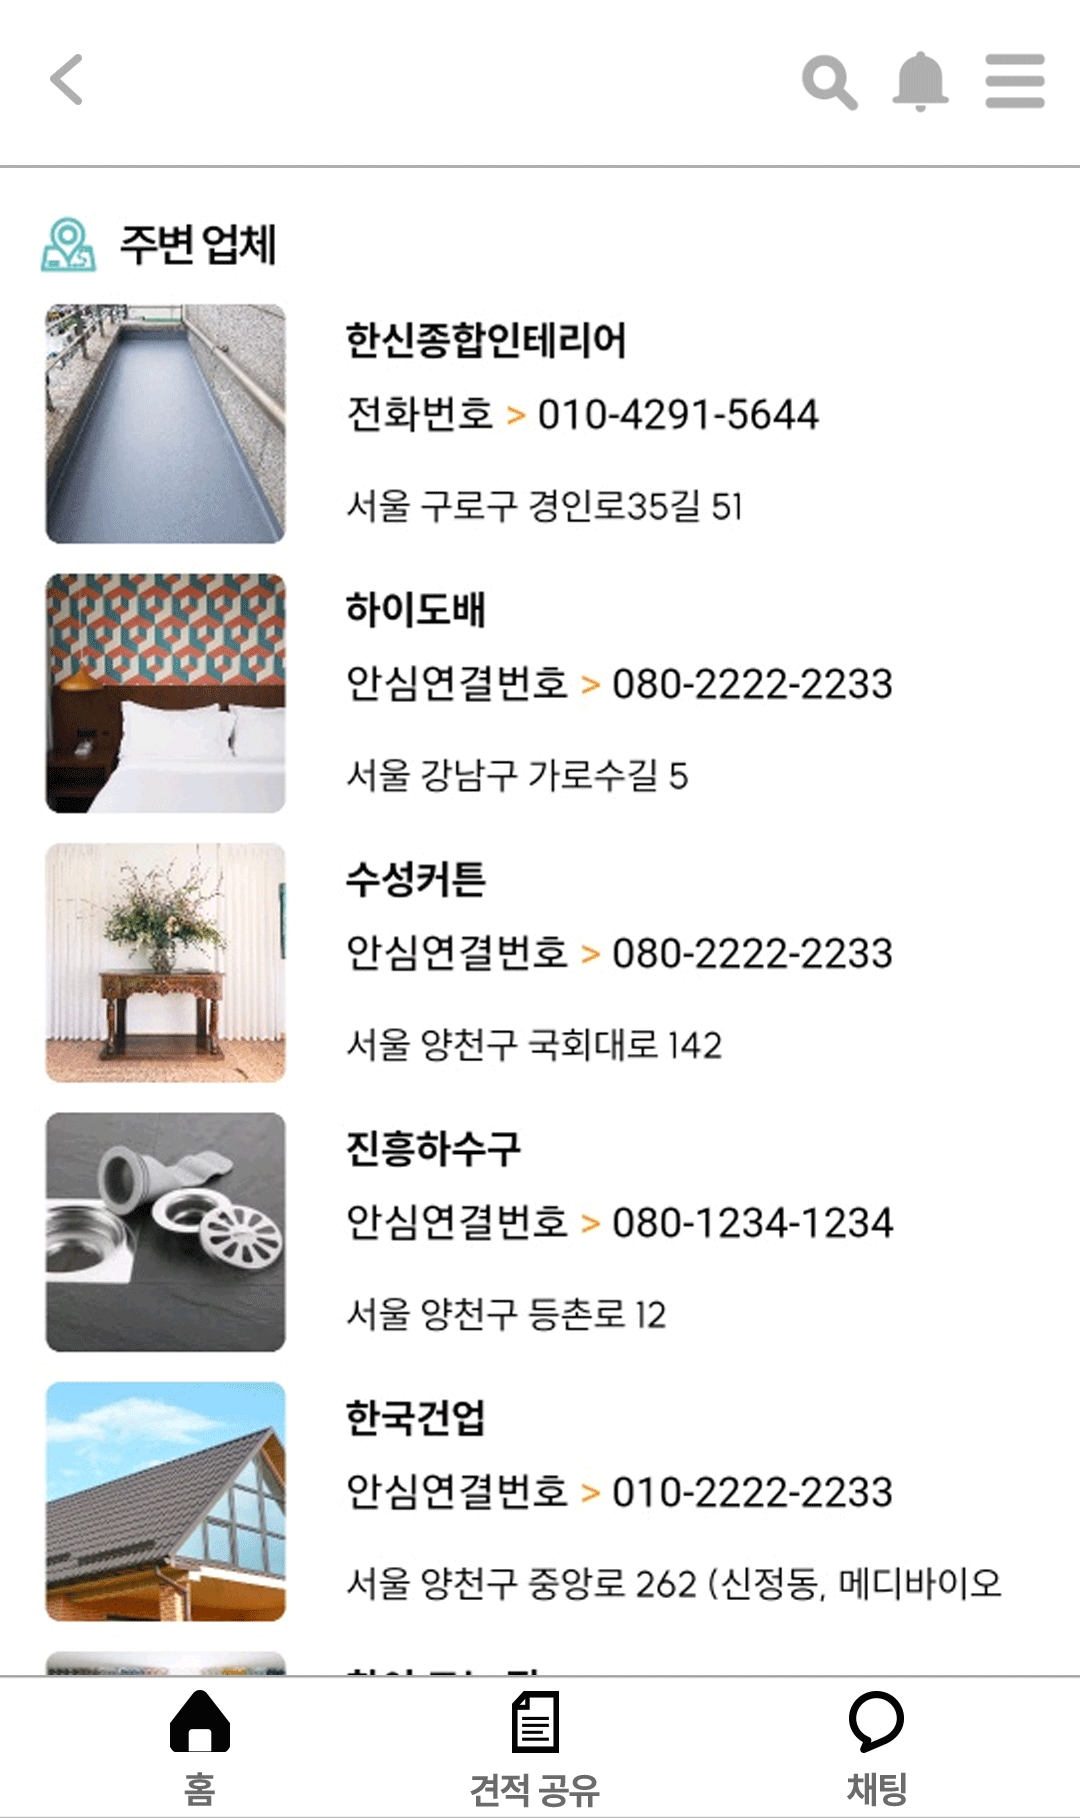 주변 업체
한신종합인테리어
전화번호 > 010-4291-5644
서울 구로구 경인로35길 51
하이도배
안심연결번호 > 080-2222-2233
서울 강남구 가로수길 5
수성커튼
안심연결번호 > 080-2222-2233
서울 양천구 국회대로 142
진흥하수구
안심연결번호 > 080-1234-1234
서울 양천구 등촌로 12
한국건업
안심연결번호 > 010-2222-2233
서울 양천구 중앙로 262 (신정동, 메디바이오
홈
견적 공유
채팅